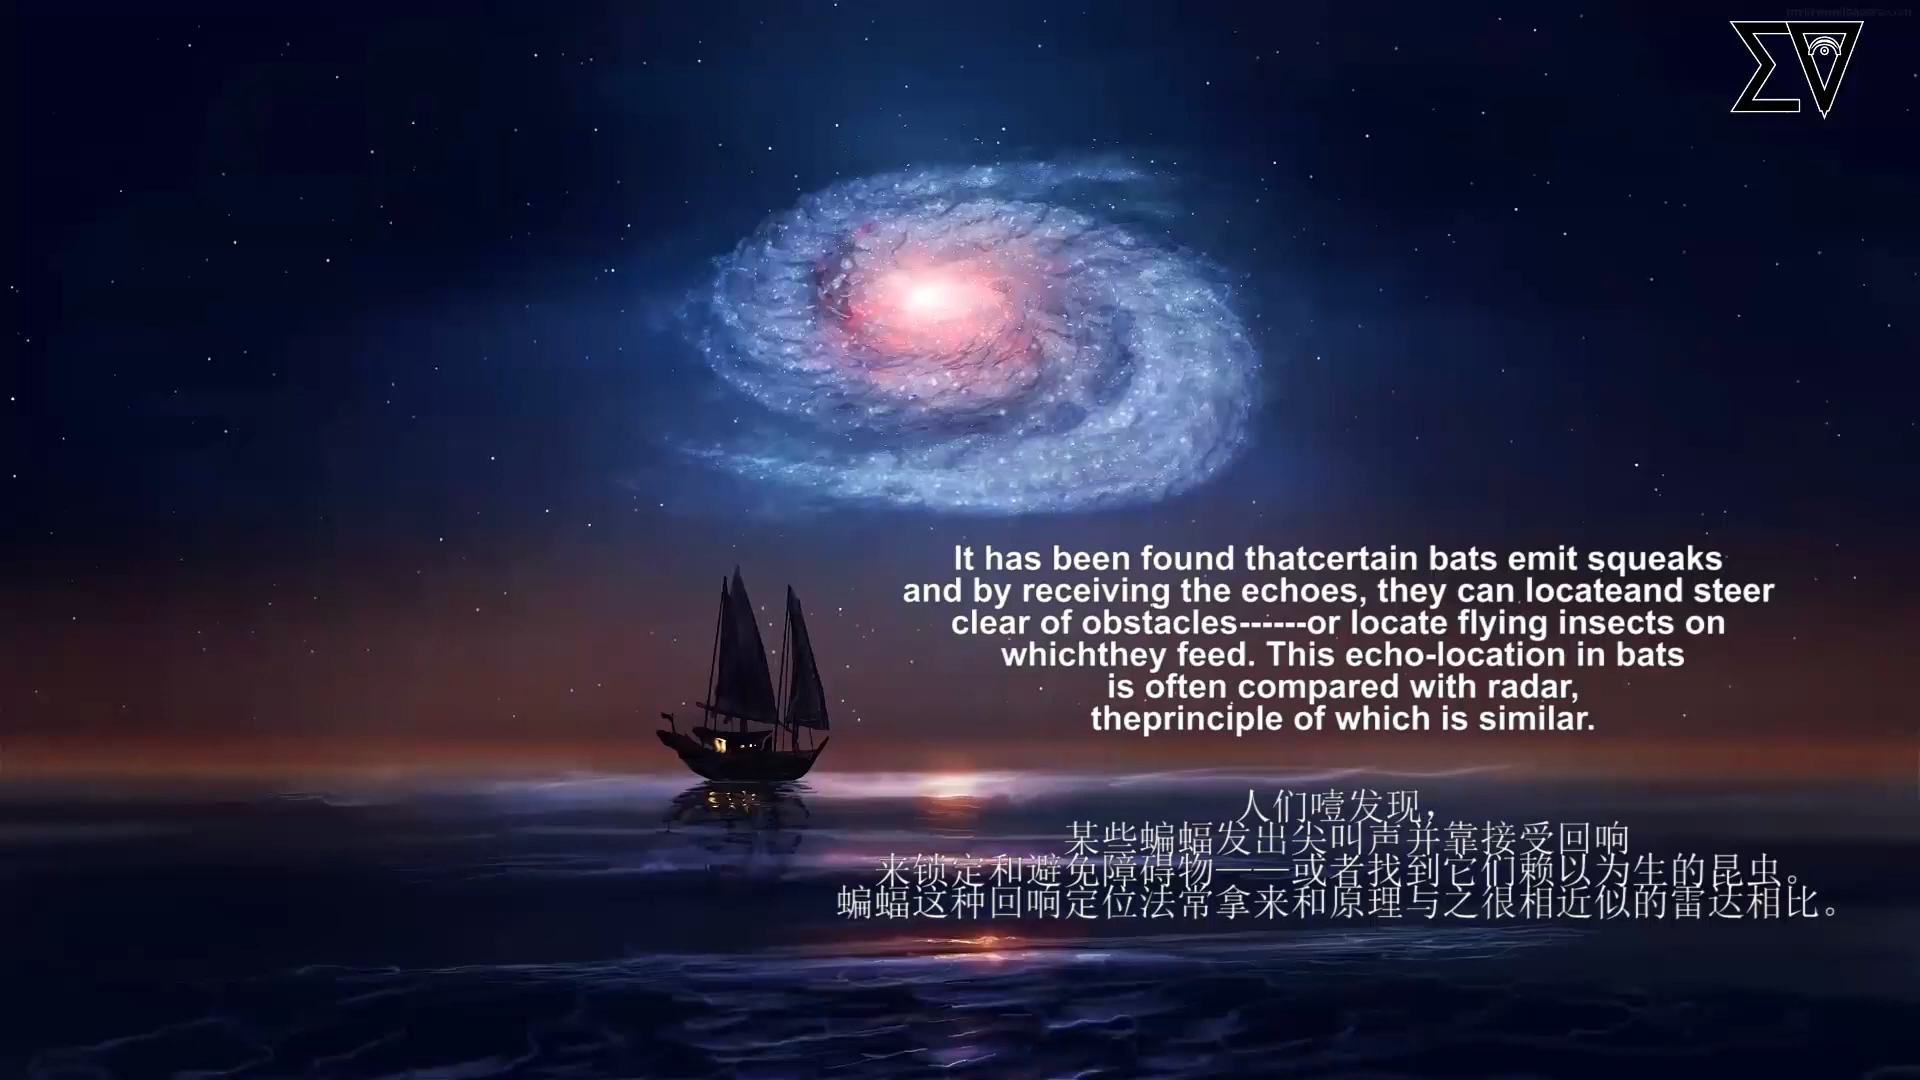 It has been found thatcertain bats emit squeaks
and by receiving the echoes, they can locateand steer
clear of obstacles------or locate flying insects on
whichthey feed. This echo-location in bats
is often compared with radar,
theprinciple of which is similar.
人们噎发现，
某些蝙蝠发出尖叫声并靠接受回响
来锁定和避免障碍物——或者找到它们赖以为生的昆虫。
蝙蝠这种回响定位法常拿来和原理与之很相近似的雷达相比。